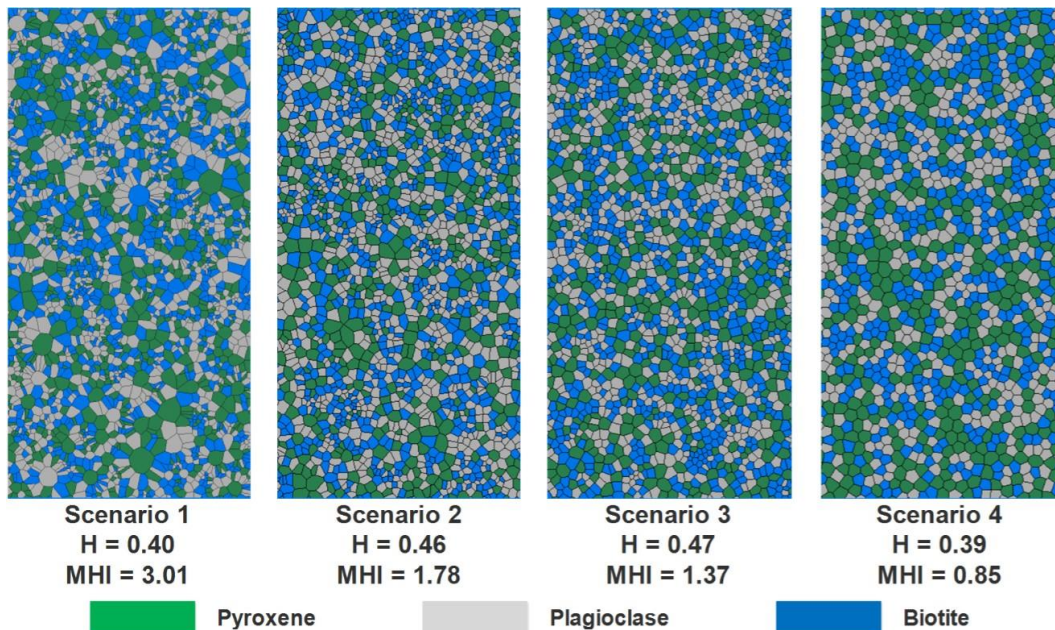 Scenario 1 Scenario 2 Scenario 3 Scenario 4
H = 0.40 H = 0.46 H = 0.47 H = 0.39
MHI = 3.01 MHI = 1.78 MHI = 1.37 MHI = 0.85
Pyroxene Plagioclase Biotite